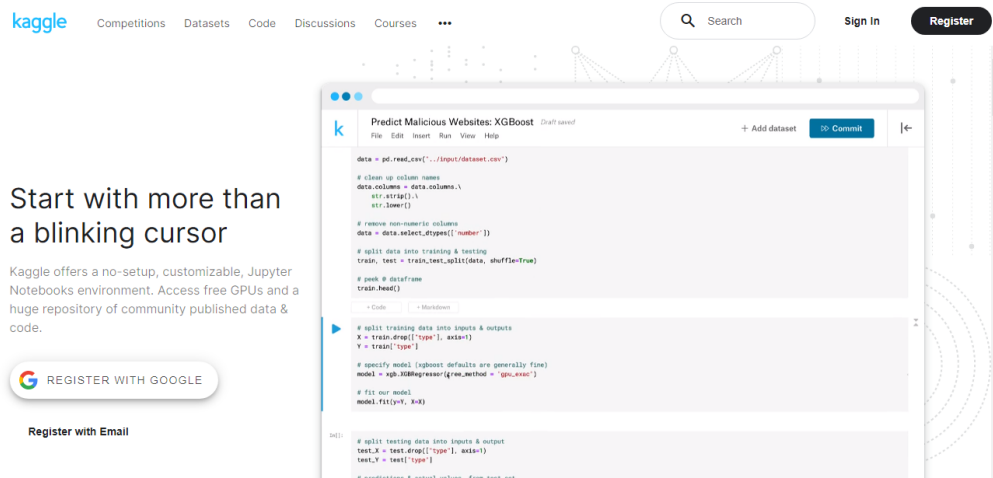 kaggle Competitions Datasets Code Discussions Courses ••• Search Sign In Register
Start with more than
a blinking cursor
Kaggle offers a no-setup, customizable, Jupyter
Notebooks environment. Access free GPUs and a
huge repository of community published data &
code.
REGISTER WITH GOOGLE
Register with Email
k
Predict Malicious Websites: XGBoost Draft saved
File Edit Insert Run View Help
+ Add dataset
Commit
data = pd.read_csv('../input/dataset.csv')
# clean up column names
data.columns = data.columns.\
str.strip().\
str.lower()
# remove non-numeric columns
data = data.select_dtypes(['number'])
# split data into training & testing
train, test = train_test_split(data, shuffle=True)
# peek @ dataframe
train.head()
+ Code + Markdown
# split training data into inputs & outputs
X = train.drop(["type"], axis=1)
Y = train["type"]
# specify model (xgboost defaults are generally fine)
model = xgb.XGBRegressor(tree_method = 'gpu_exac')
# fit our model
model.fit(y=Y, X=X)
In[]:
# split testing data into inputs & output
test_X = test.drop(["type"], axis=1)
test_Y = test["type"]